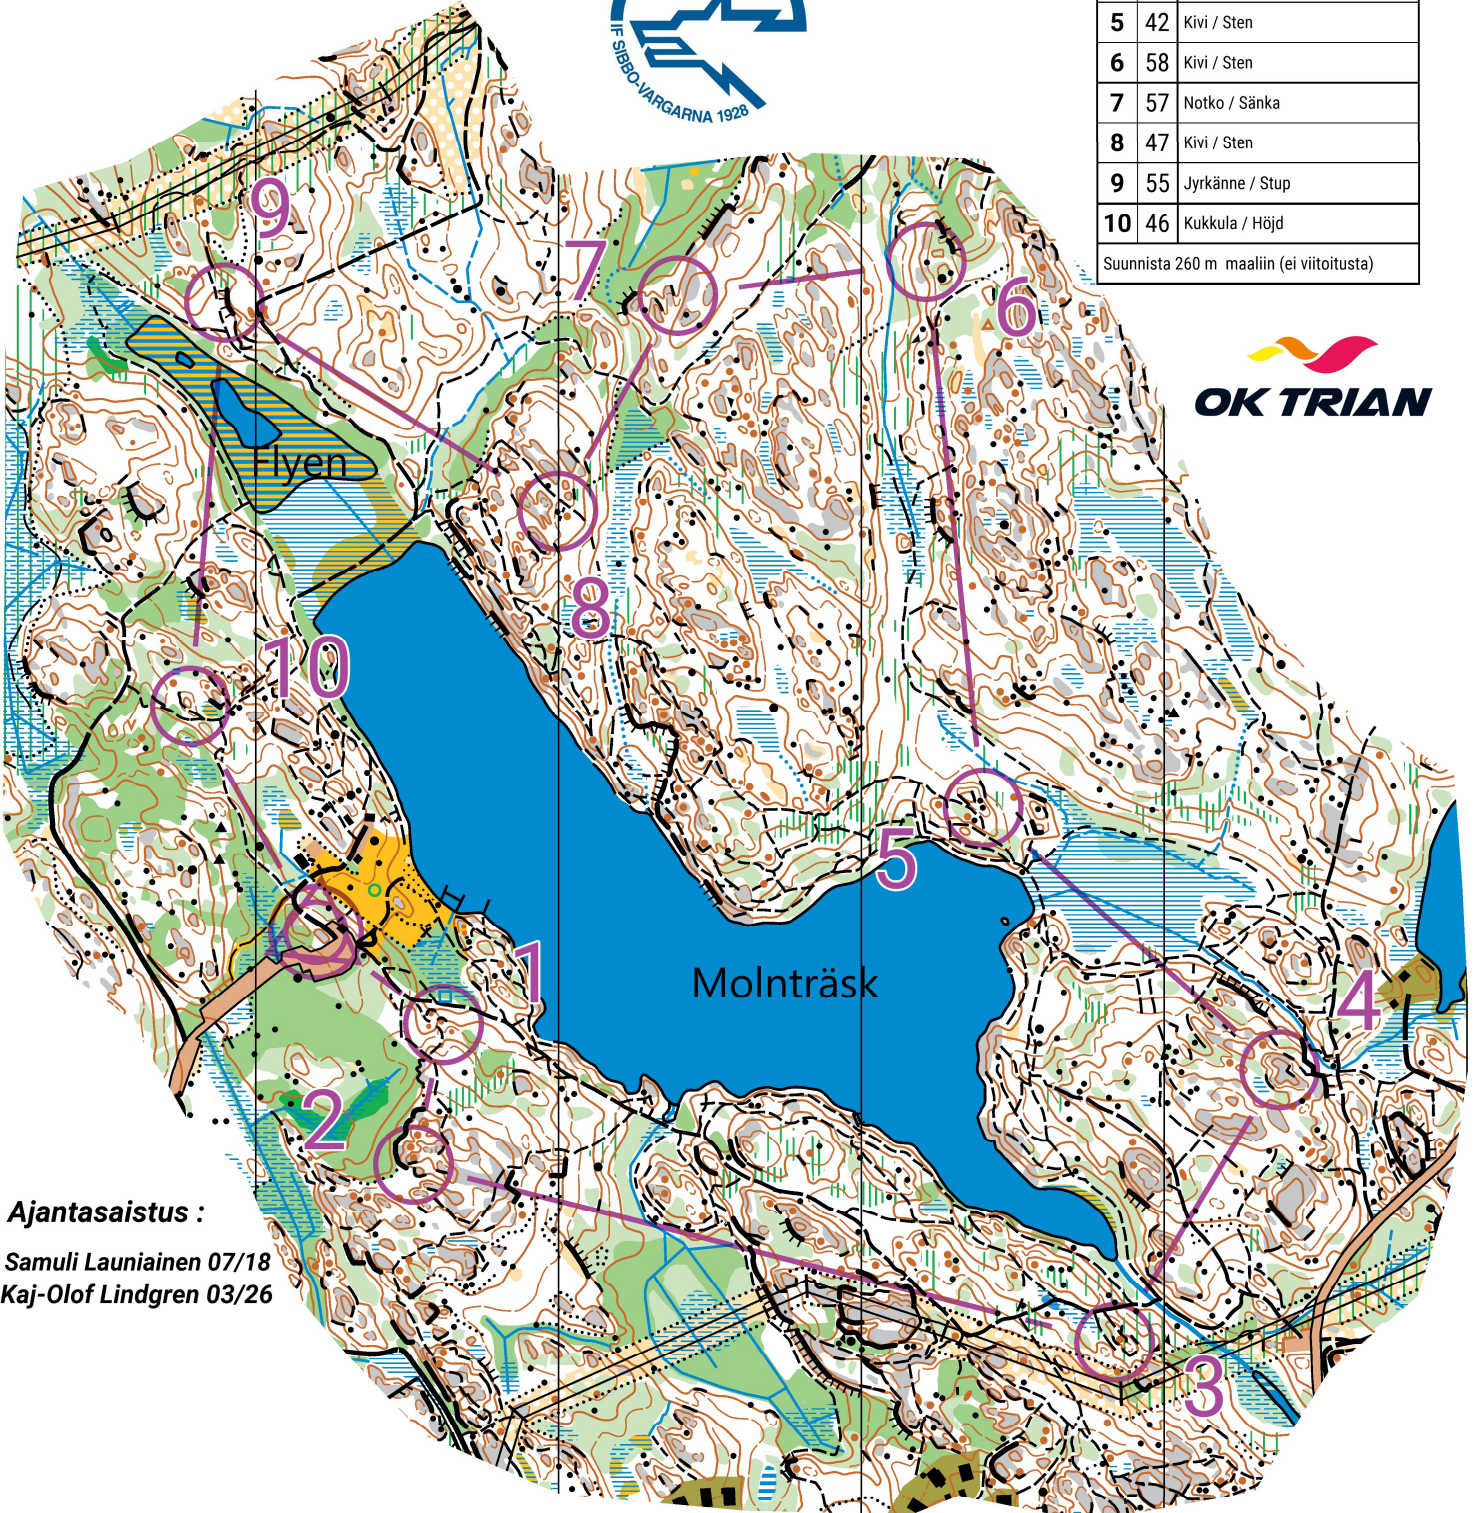 IF SIBBO-VARGARNA 1928
5 42 Kivi / Sten
6 58 Kivi / Sten
7 57 Notko / Sänka
8 47 Kivi / Sten
9 55 Jyrkänne / Stup
10 46 Kukkula / Höjd
Suunnista 260 m maaliin (ei viitoitusta)
OK TRIAN
9
7
6
Flyen
8
10
5
1
Molnträsk
4
2
3
Ajantasaistus :
Samuli Launiainen 07/18
Kaj-Olof Lindgren 03/26